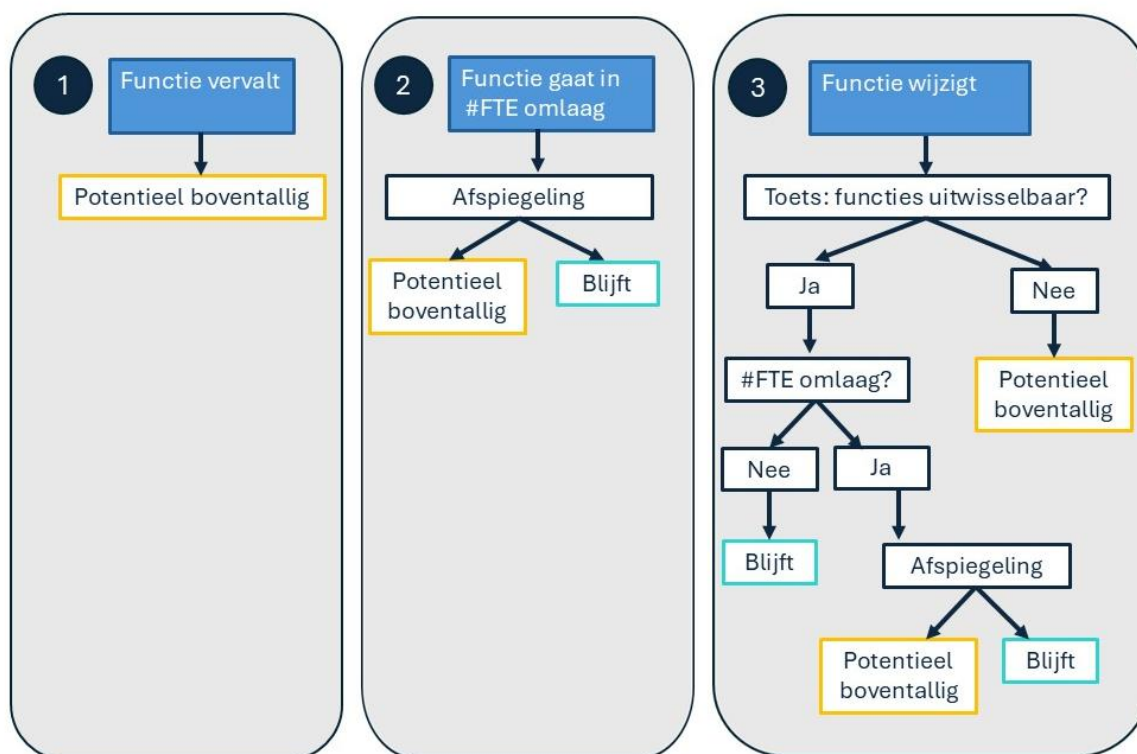 1
Functie vervalt
Potentieel boventallig
2
Functie gaat in
#FTE omlaag
Afspiegeling
Potentieel
boventallig
Blijft
3
Functie wijzigt
Toets: functies uitwisselbaar?
Ja
Nee
#FTE omlaag?
Potentieel
boventallig
Nee
Ja
Blijft
Afspiegeling
Potentieel
boventallig
Blijft